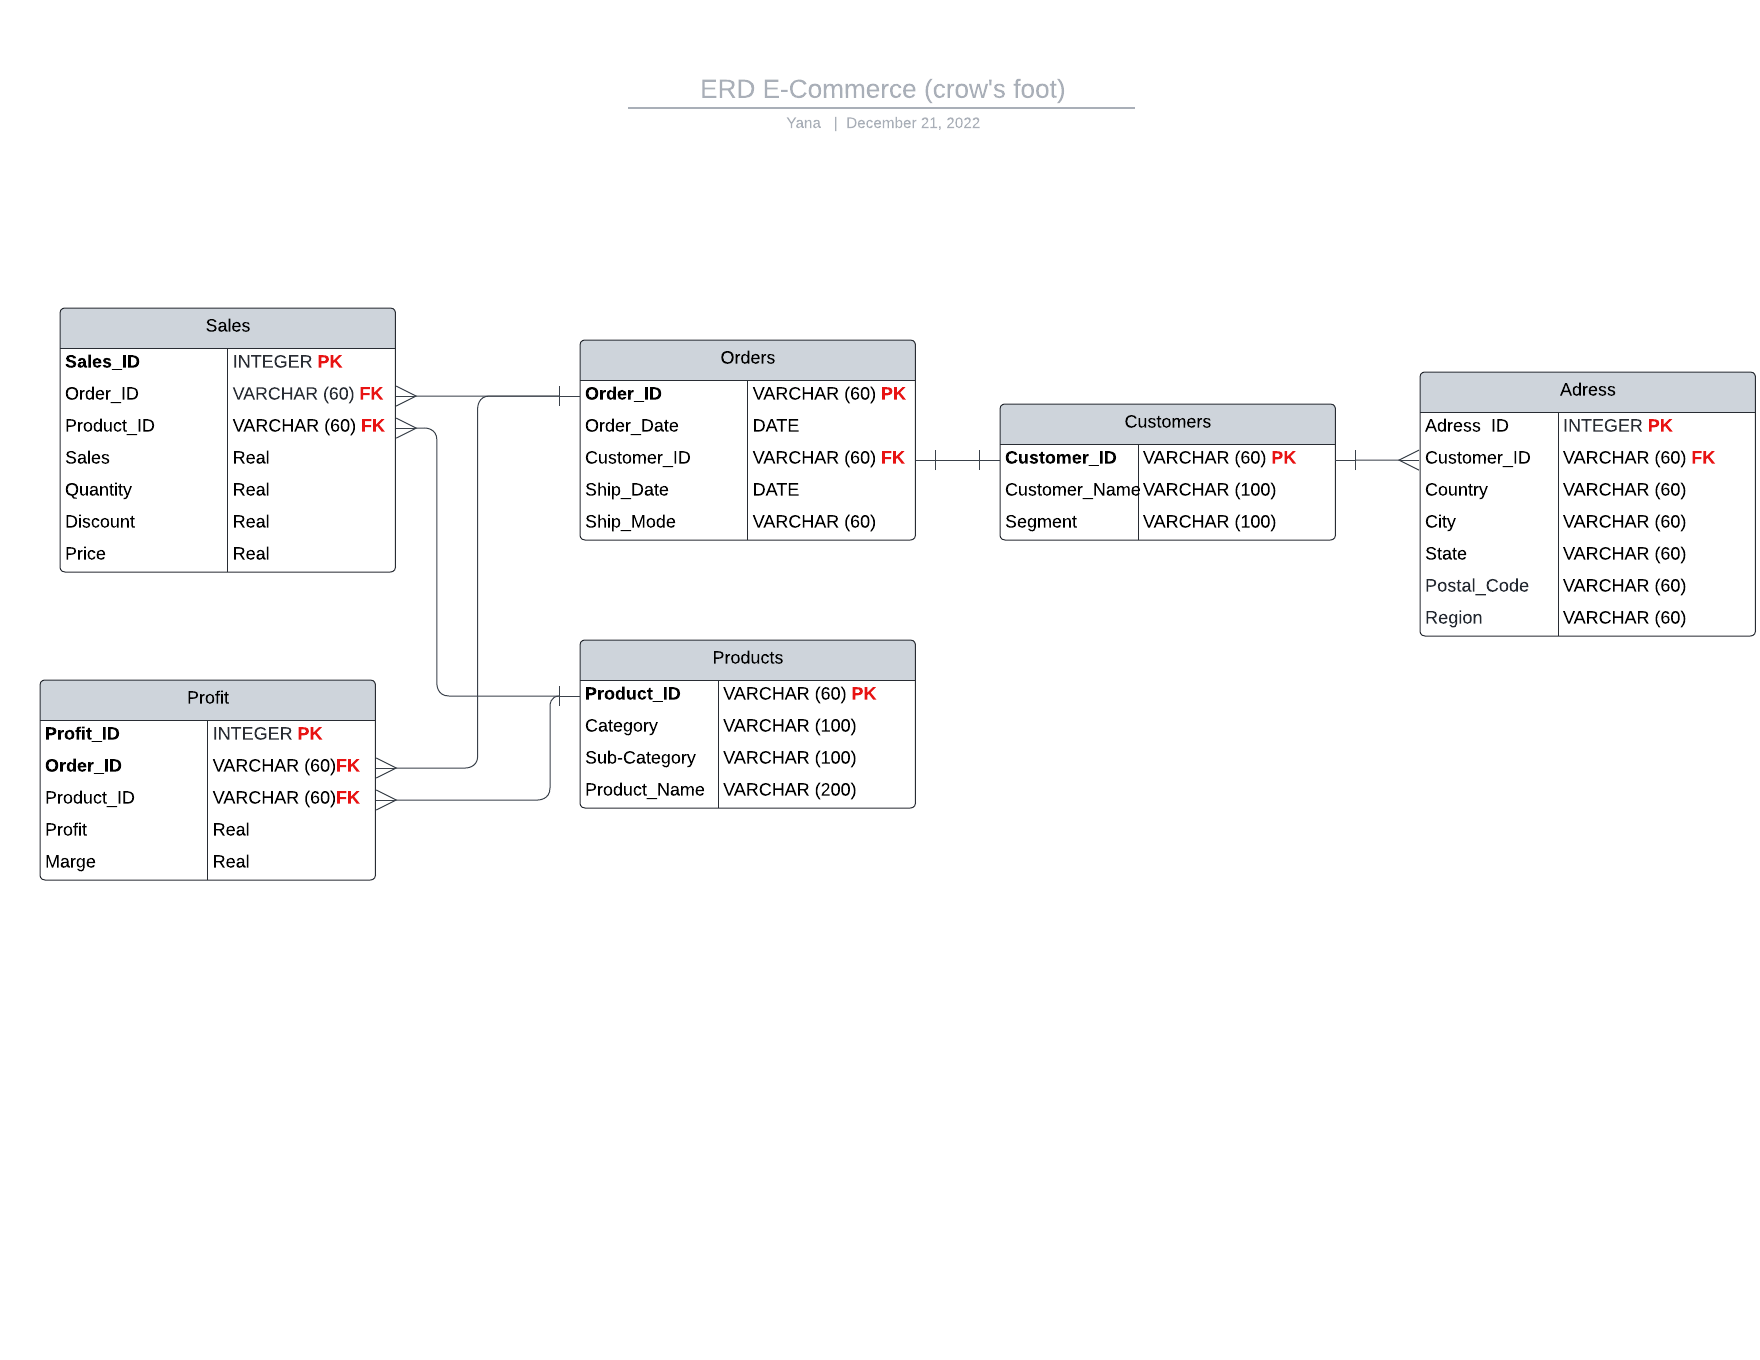 ERD E-Commerce (crow's foot)
Yana | December 21, 2022
Sales
Sales_ID INTEGER PK
Order_ID VARCHAR (60) FK
Product_ID VARCHAR (60) FK
Sales Real
Quantity Real
Discount Real
Price Real
Orders
Order_ID VARCHAR (60) PK
Order_Date DATE
Customer_ID VARCHAR (60) FK
Ship_Date DATE
Ship_Mode VARCHAR (60)
Customers
Customer_ID VARCHAR (60) PK
Customer_Name VARCHAR (100)
Segment VARCHAR (100)
Adress
Adress ID INTEGER PK
Customer_ID VARCHAR (60) FK
Country VARCHAR (60)
City VARCHAR (60)
State VARCHAR (60)
Postal_Code VARCHAR (60)
Region VARCHAR (60)
Profit
Profit_ID INTEGER PK
Order_ID VARCHAR (60)FK
Product_ID VARCHAR (60)FK
Profit Real
Marge Real
Products
Product_ID VARCHAR (60) PK
Category VARCHAR (100)
Sub-Category VARCHAR (100)
Product_Name VARCHAR (200)